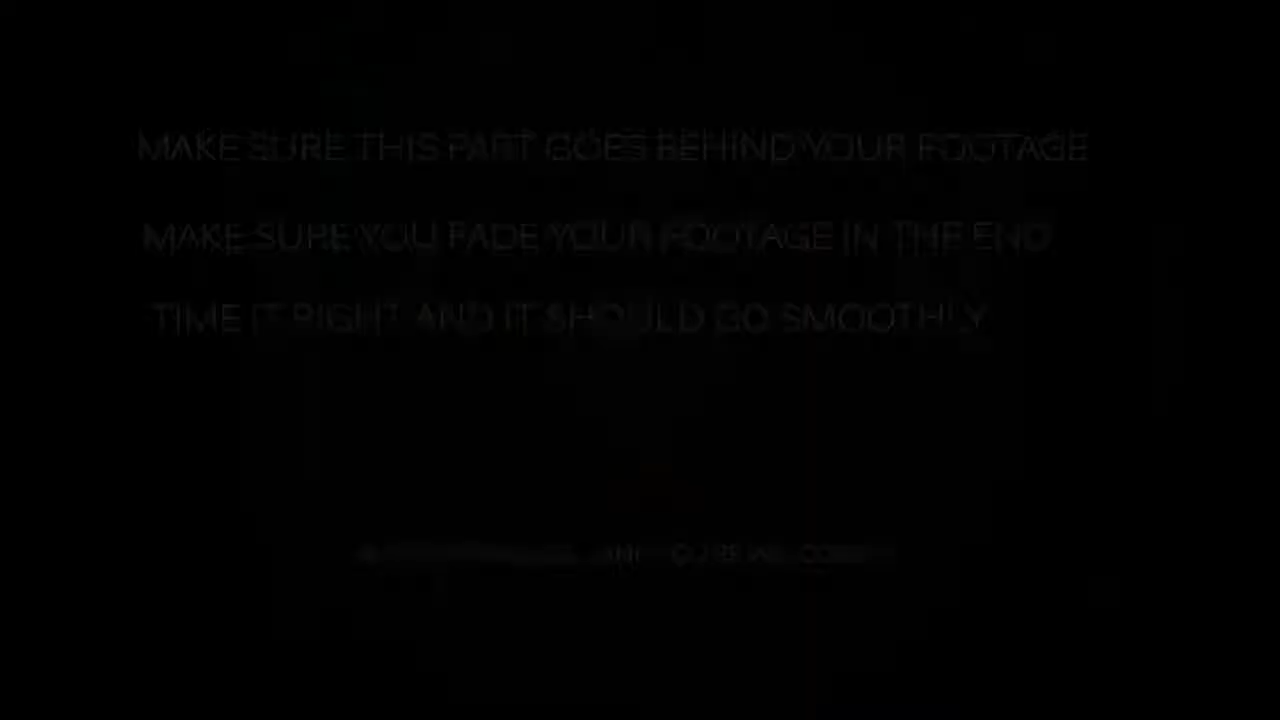 MAKE SURE THIS PART GOES BEHIND YOUR FOOTAGE
MAKE SURE YOU FADE YOUR FOOTAGE IN THE END
TIME IT RIGHT AND IT SHOULD GO SMOOTHLY